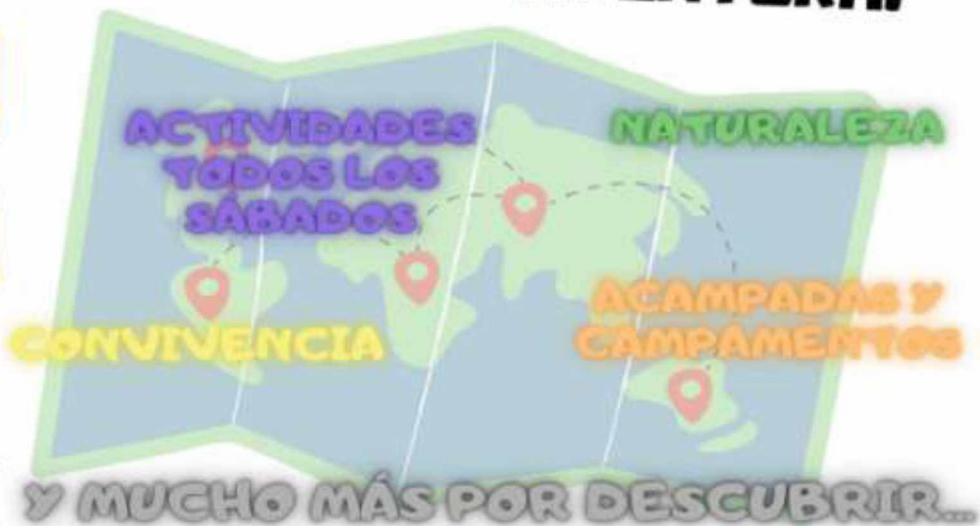 ACTIVIDADES
TODOS LOS
SÁBADOS
NATURALEZA
CONVIVENCIA
ACAMPADAS Y
CAMPAMENTOS
Y MUCHO MÁS POR DESCUBRIR...